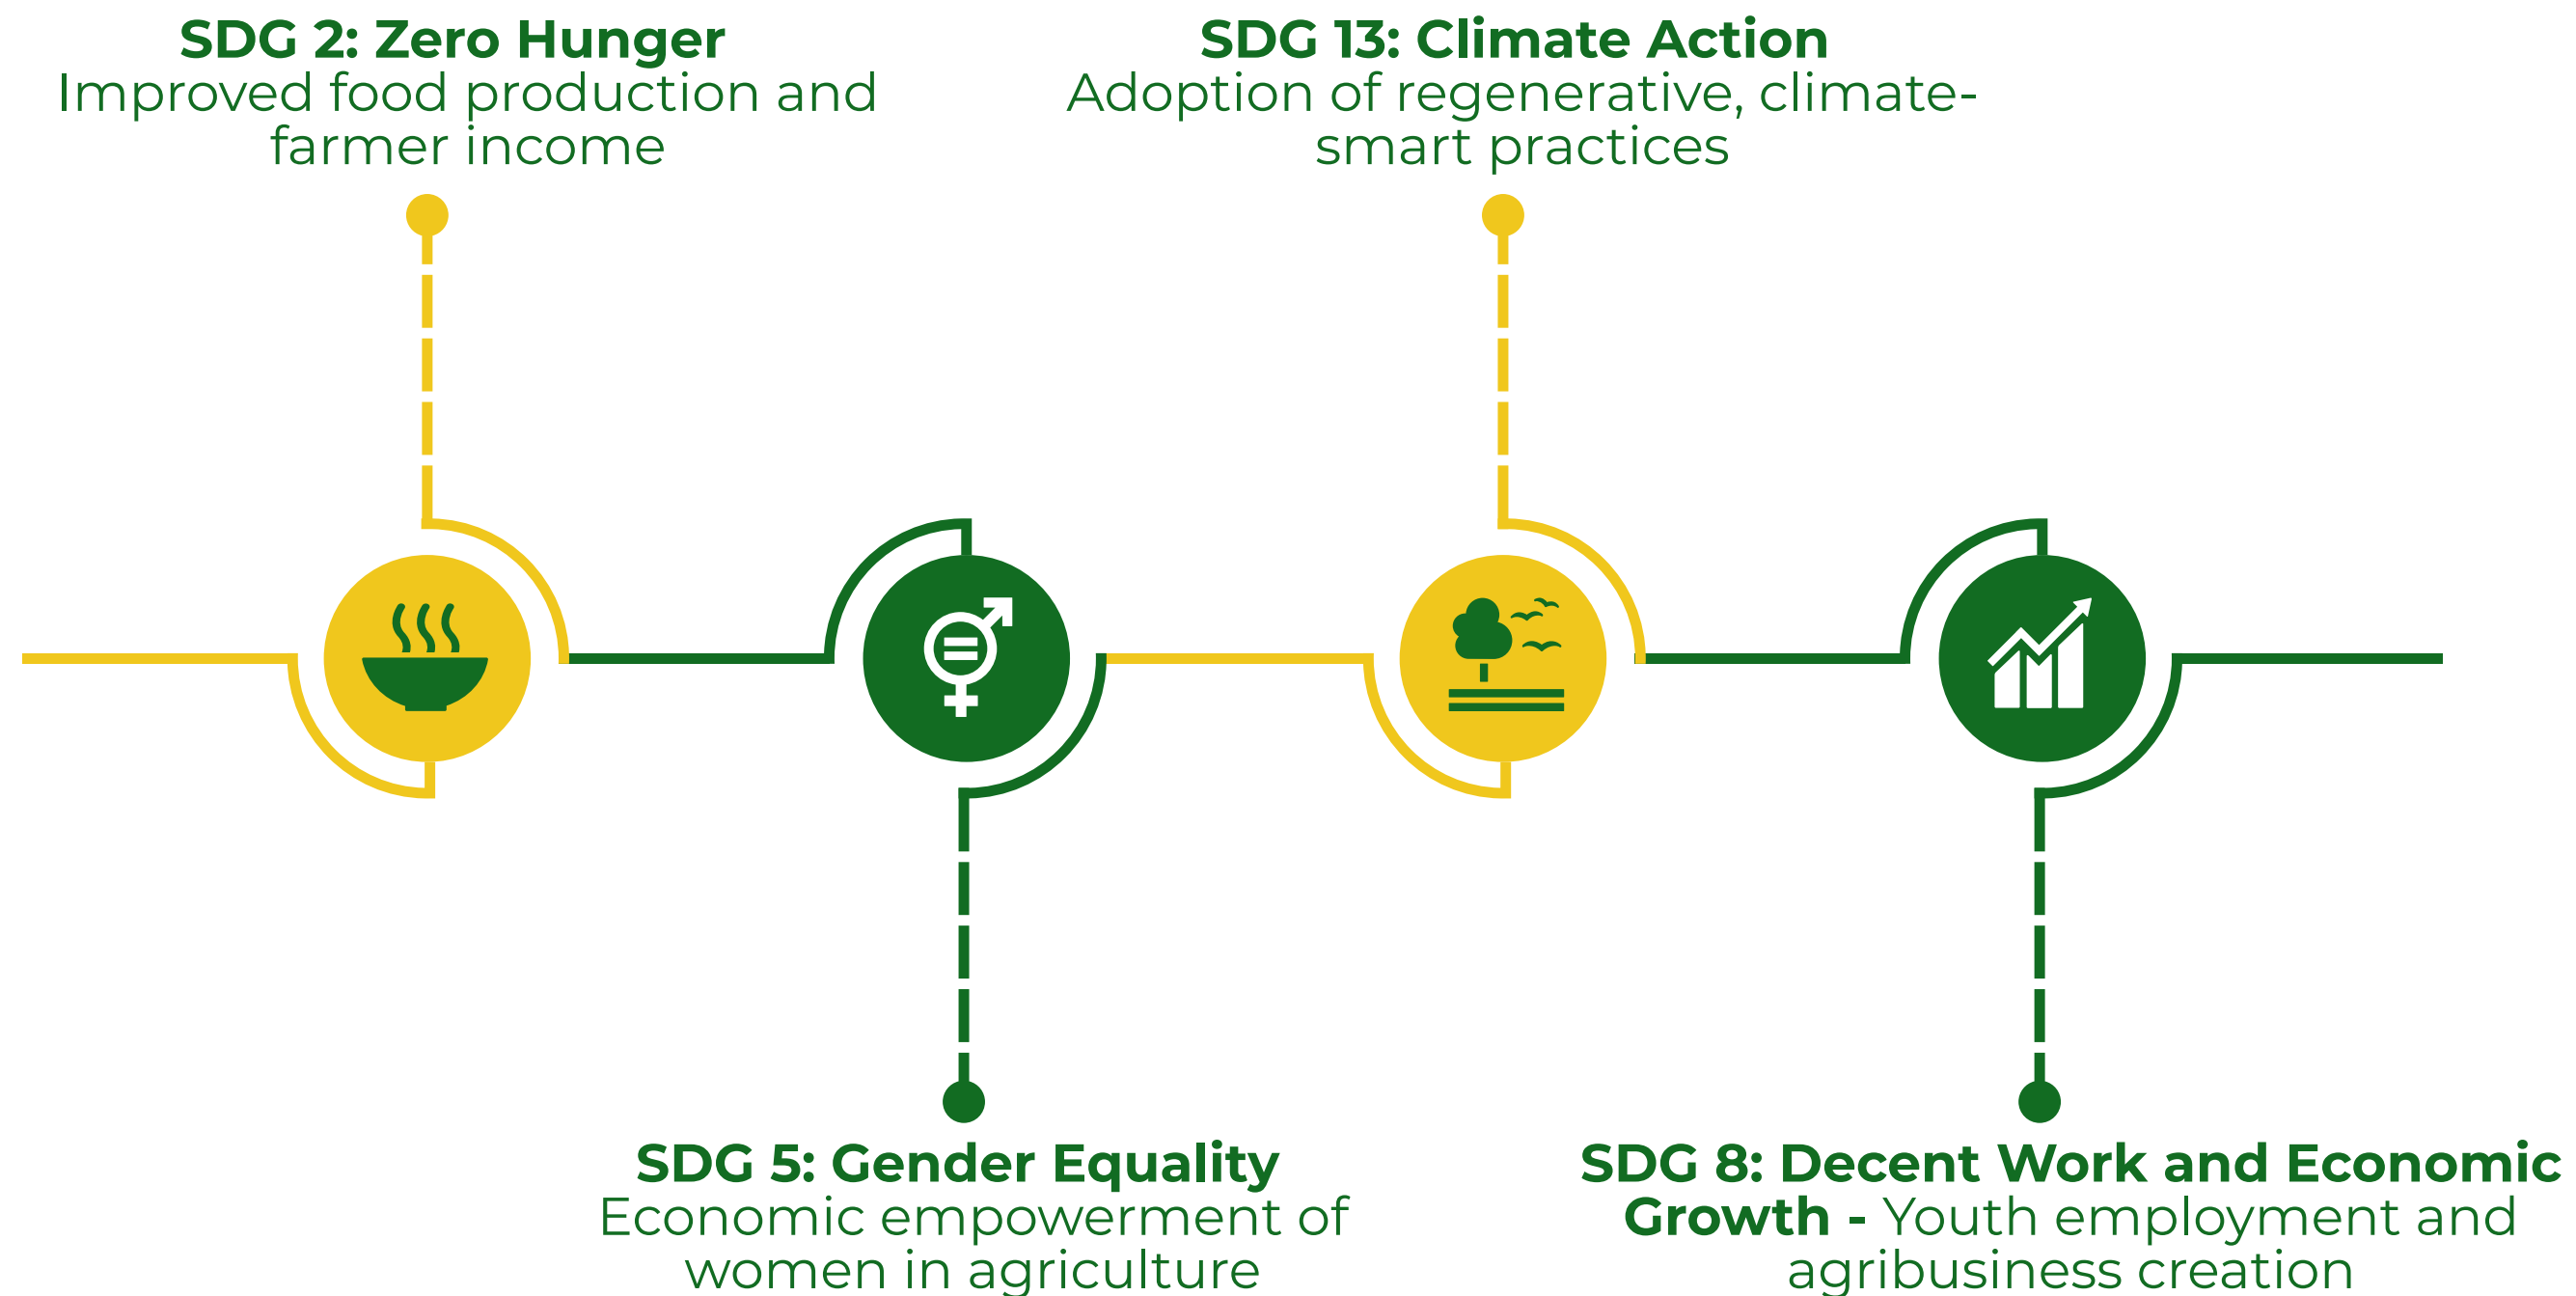 SDG 2: Zero Hunger
Improved food production and
farmer income
SDG 13: Climate Action
Adoption of regenerative, climate-
smart practices
SDG 5: Gender Equality
Economic empowerment of
women in agriculture
SDG 8: Decent Work and Economic
Growth - Youth employment and
agribusiness creation